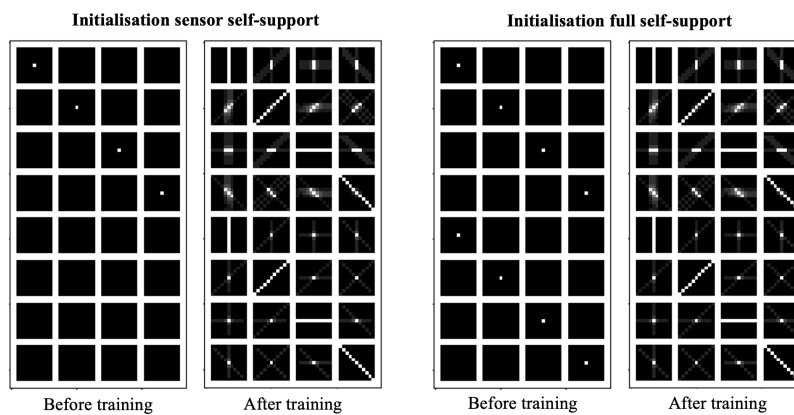 Initialisation sensor self-support
Initialisation full self-support
Before training
After training
Before training
After training